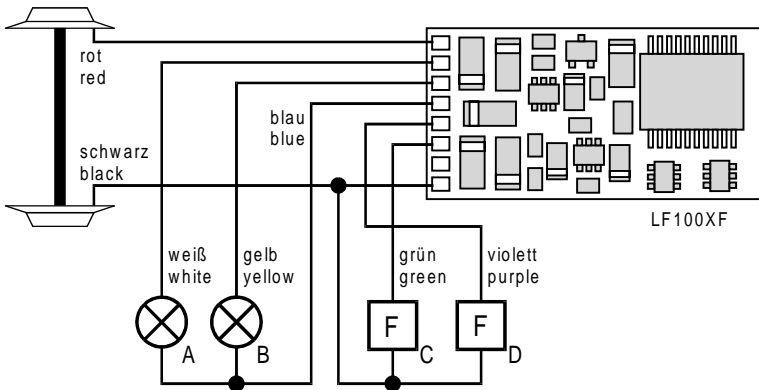 rot
red
blau
blue
schwarz
black
LF100XF
weiß
white
gelb
yellow
grün
green
violett
purple
F
F
A
B
C
D